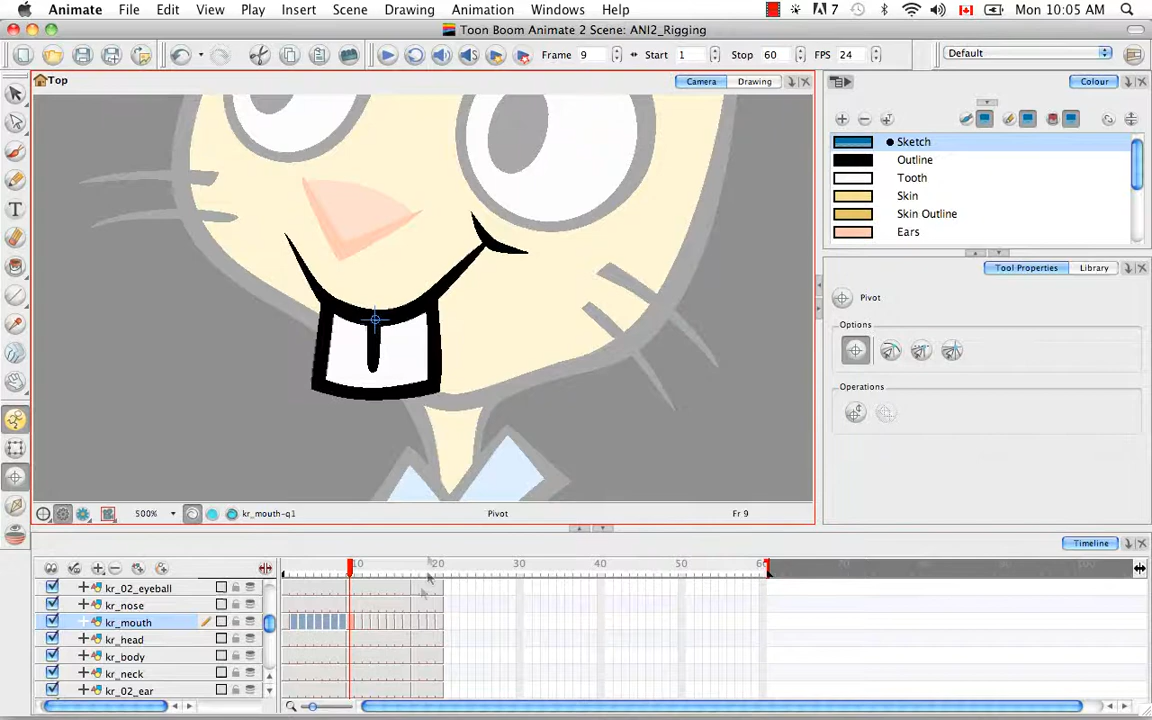 Animate File Edit View Play Insert Scene Drawing Animation Windows Help 7 Mon 10:05 AM
Toon Boom Animate 2 Scene: ANI2_Rigging
Frame 9 Start 1 Stop 60 FPS 24 Default
Top Camera Drawing Colour
Sketch
Outline
Tooth
Skin
Skin Outline
Ears
Tool Properties Library
Pivot
Options
Operations
500% kr_mouth-q1 Pivot Fr 9
Timeline
10 20 30 40 50 60 100
kr_02_eyeball
kr_nose
kr_mouth
kr_head
kr_body
kr_neck
kr_02_ear